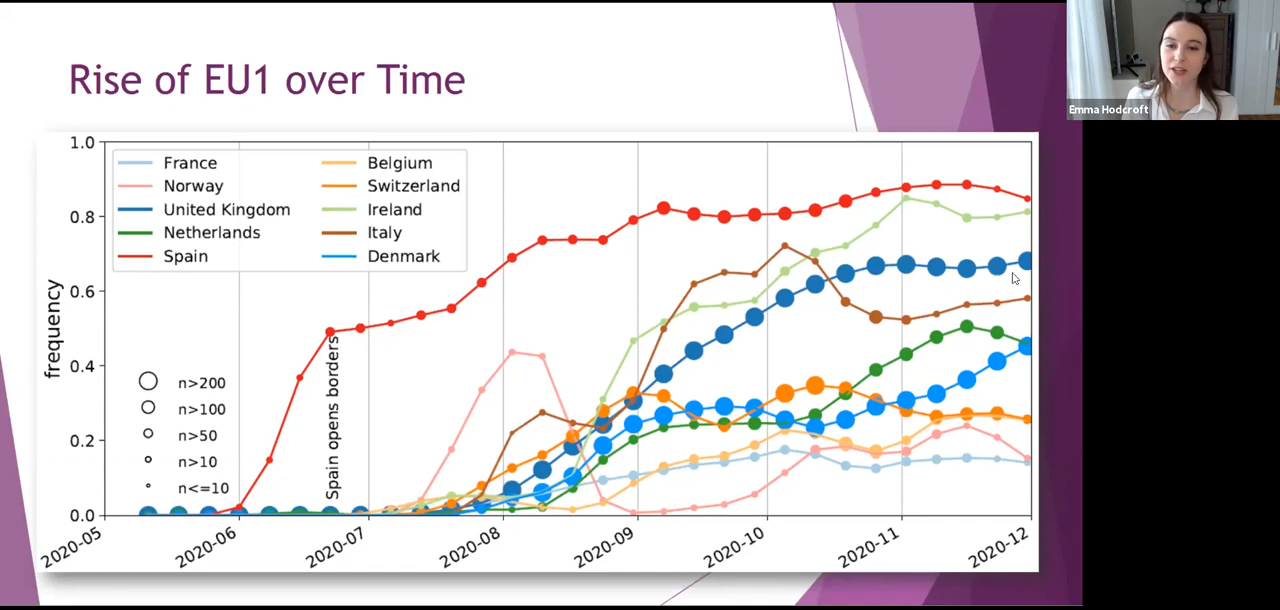 Rise of EU1 over Time
Emma Hodcroft
1.0
0.8
0.6
0.4
0.2
0.0
frequency
France
Norway
United Kingdom
Netherlands
Spain
Belgium
Switzerland
Ireland
Italy
Denmark
n>200
n>100
n>50
n>10
n<=10
Spain opens borders
2020-05
2020-06
2020-07
2020-08
2020-09
2020-10
2020-11
2020-12